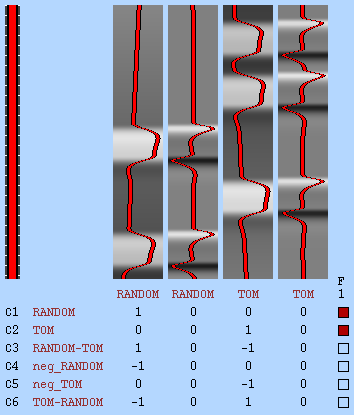 RANDOM RANDOM TOM TOM
F
1
C1 RANDOM 1 0 0 0
C2 TOM 0 0 1 0
C3 RANDOM-TOM 1 0 -1 0
C4 neg_RANDOM -1 0 0 0
C5 neg_TOM 0 0 -1 0
C6 TOM-RANDOM -1 0 1 0